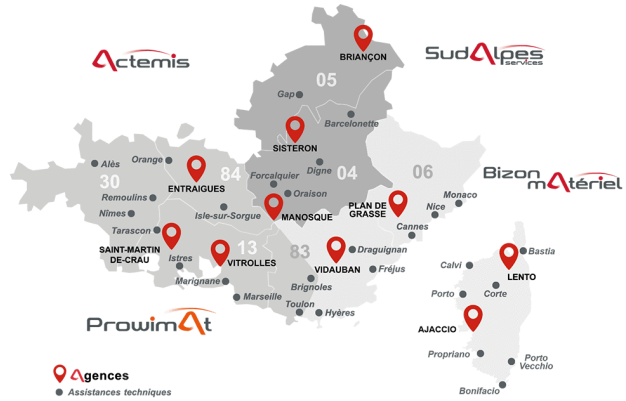 Actemis
SudAlpes
services
BRIANÇON
05
Gap
Barcelonette
SISTERON
Alès
Orange
84
Digne
04
06
Bizon
mAtériel
30
ENTRAIGUES
Forcalquier
Remoulins
Oraison
Monaco
Nîmes
Isle-sur-Sorgue
MANOSQUE
PLAN DE
GRASSE
Nice
Tarascon
Cannes
SAINT-MARTIN
DE-CRAU
13
83
Istres
VITROLLES
VIDAUBAN
Draguignan
Bastia
Calvi
Fréjus
LENTO
Marignane
Brignoles
Corte
Porto
Marseille
Toulon
Hyères
ProwimAt
AJACCIO
Propriano
Porto
Vecchio
Agences
Assistances techniques
Bonifacio